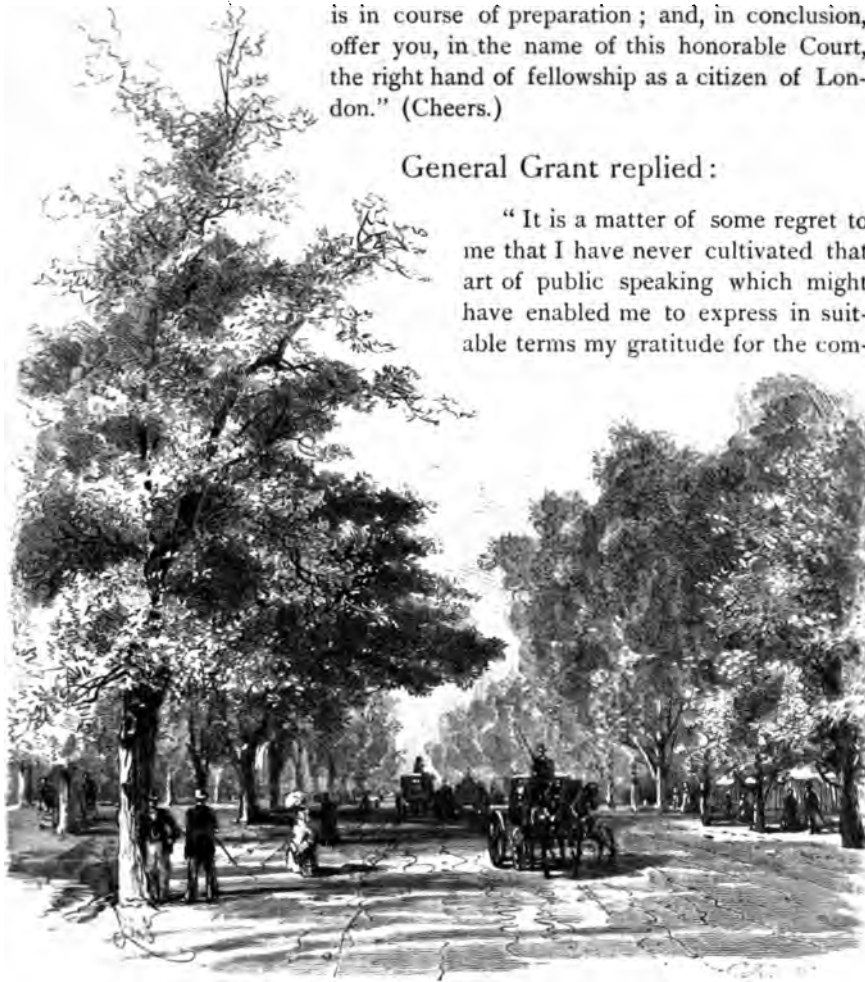 is in course of preparation ; and, in conclusion,
offer you, in the name of this honorable Court,
the right hand of fellowship as a citizen of Lon-
don.” (Cheers.)
General Grant replied :
“ It is a matter of some regret to
me that I have never cultivated that
art of public speaking which might
have enabled me to express in suit-
able terms my gratitude for the com-